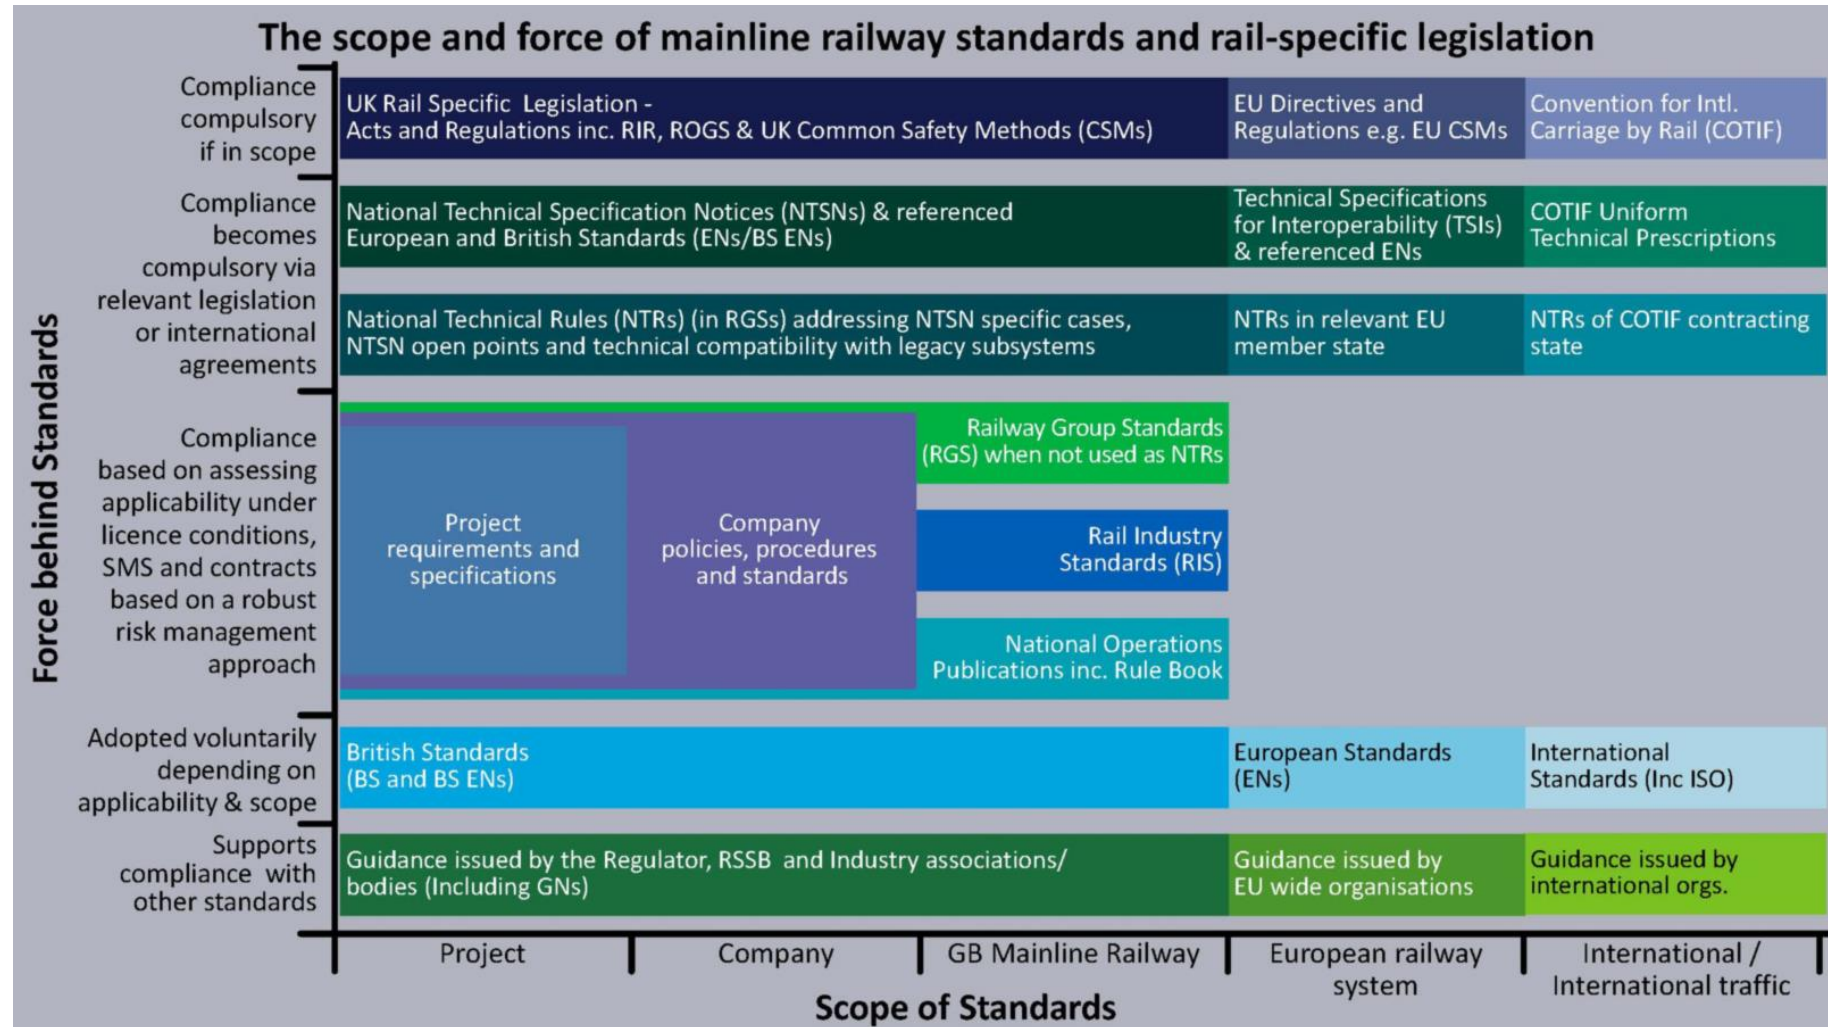 The scope and force of mainline railway standards and rail-specific legislation
Force behind Standards
Compliance
compulsory
if in scope
UK Rail Specific Legislation -
Acts and Regulations inc. RIR, ROGS & UK Common Safety Methods (CSMs)
EU Directives and
Regulations e.g. EU CSMs
Convention for Intl.
Carriage by Rail (COTIF)
Compliance
becomes
compulsory via
relevant legislation
or international
agreements
National Technical Specification Notices (NTSNs) & referenced
European and British Standards (ENs/BS ENs)
Technical Specifications
for Interoperability (TSIs)
& referenced ENs
COTIF Uniform
Technical Prescriptions
National Technical Rules (NTRs) (in RGSs) addressing NTSN specific cases,
NTSN open points and technical compatibility with legacy subsystems
NTRs in relevant EU
member state
NTRs of COTIF contracting
state
Compliance
based on assessing
applicability under
licence conditions,
SMS and contracts
based on a robust
risk management
approach
Project
requirements and
specifications
Company
policies, procedures
and standards
Railway Group Standards
(RGS) when not used as NTRs
Rail Industry
Standards (RIS)
National Operations
Publications inc. Rule Book
Adopted voluntarily
depending on
applicability & scope
British Standards
(BS and BS ENs)
European Standards
(ENs)
International
Standards (Inc ISO)
Supports
compliance with
other standards
Guidance issued by the Regulator, RSSB and Industry associations/
bodies (Including GNs)
Guidance issued by
EU wide organisations
Guidance issued by
international orgs.
Project
Company
GB Mainline Railway
European railway
system
International /
International traffic
Scope of Standards